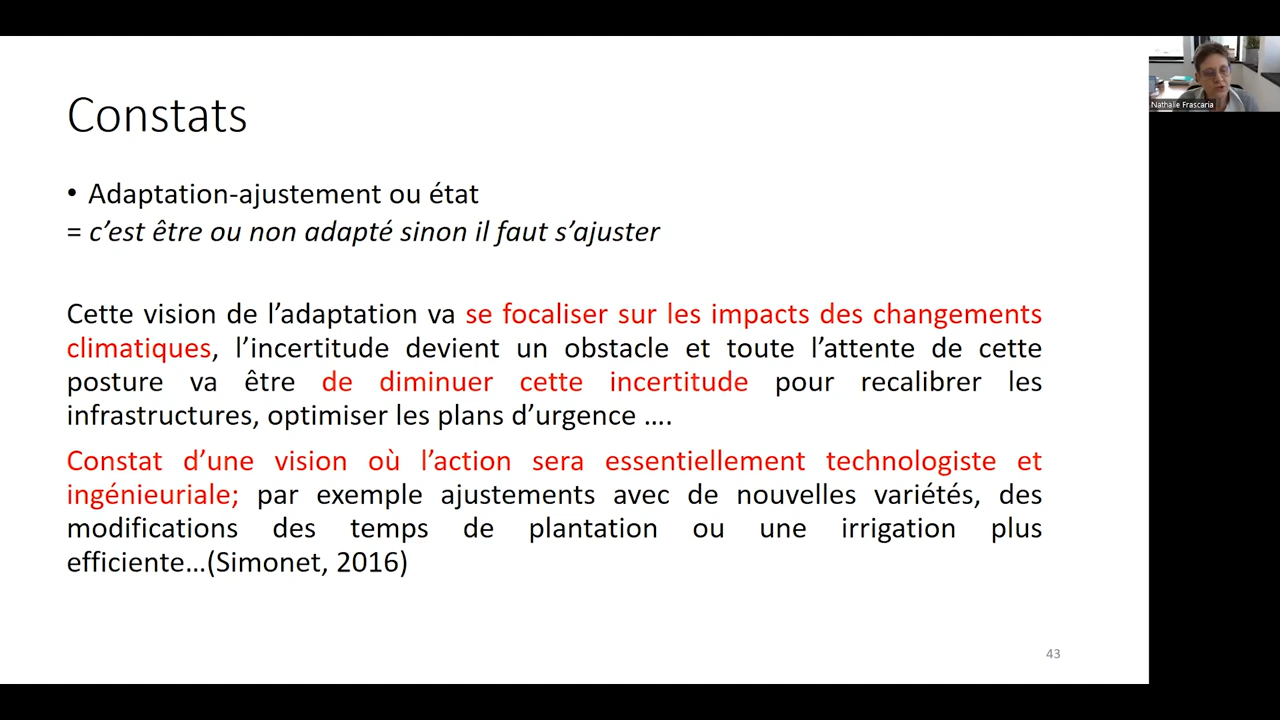 Constats
• Adaptation-ajustement ou état
= c’est être ou non adapté sinon il faut s’ajuster
Cette vision de l’adaptation va se focaliser sur les impacts des changements
climatiques, l’incertitude devient un obstacle et toute l’attente de cette
posture va être de diminuer cette incertitude pour recalibrer les
infrastructures, optimiser les plans d’urgence ….
Constat d’une vision où l’action sera essentiellement technologiste et
ingénieuriale; par exemple ajustements avec de nouvelles variétés, des
modifications des temps de plantation ou une irrigation plus
efficiente…(Simonet, 2016)
43
Nathalie Frascaria